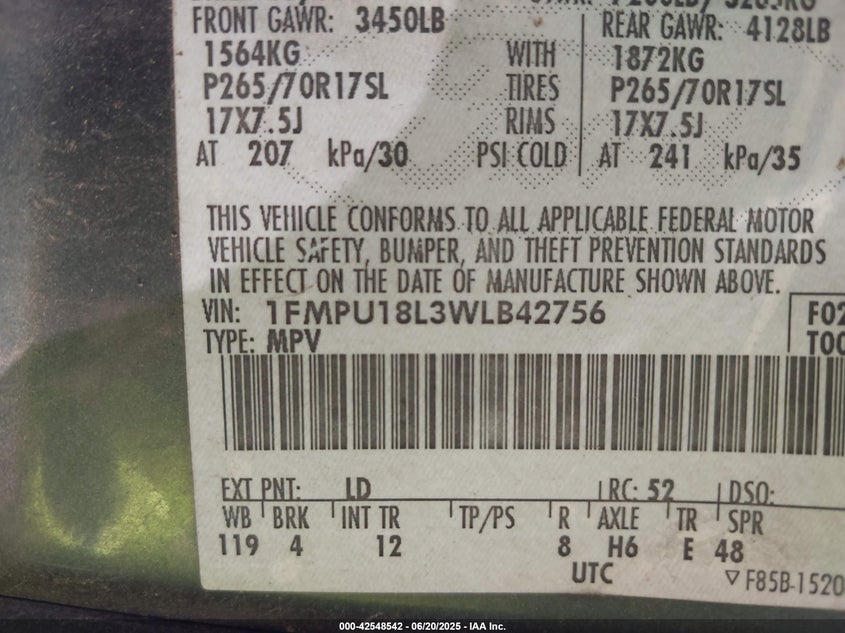 FRONT GAWR: 3450LB REAR GAWR: 4128LB
1564KG WITH 1872KG
P265/70R17SL TIRES P265/70R17SL
17X7.5J RIMS 17X7.5J
AT 207 kPa/30 PSI COLD AT 241 kPa/35
THIS VEHICLE CONFORMS TO ALL APPLICABLE FEDERAL MOTOR
VEHICLE SAFETY, BUMPER, AND THEFT PREVENTION STANDARDS
IN EFFECT ON THE DATE OF MANUFACTURE SHOWN ABOVE.
VIN: 1FMPU18L3WLB42756 F02
TYPE: MPV T00
EXT PNT: LD RC: 52 DSO:
WB BRK INT TR TP/PS R AXLE TR SPR
119 4 12 8 H6 E 48
UTC ▽ F85B-1520
000-42548542 - 06/20/2025 - IAA Inc.